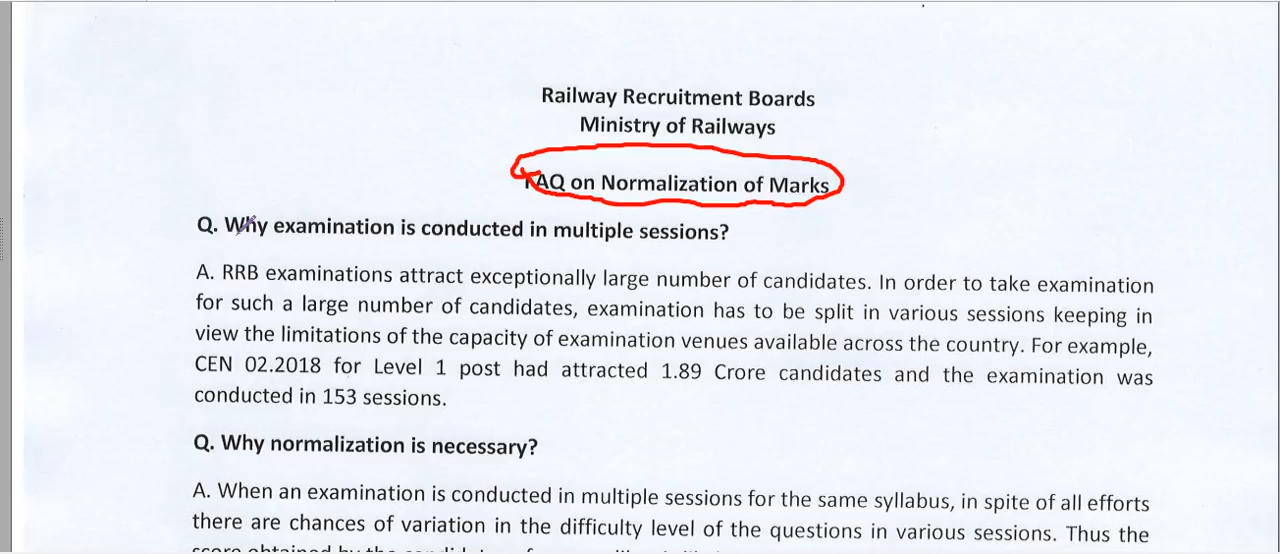 Railway Recruitment Boards
Ministry of Railways
FAQ on Normalization of Marks
Q. Why examination is conducted in multiple sessions?
A. RRB examinations attract exceptionally large number of candidates. In order to take examination
for such a large number of candidates, examination has to be split in various sessions keeping in
view the limitations of the capacity of examination venues available across the country. For example,
CEN 02.2018 for Level 1 post had attracted 1.89 Crore candidates and the examination was
conducted in 153 sessions.
Q. Why normalization is necessary?
A. When an examination is conducted in multiple sessions for the same syllabus, in spite of all efforts
there are chances of variation in the difficulty level of the questions in various sessions. Thus the